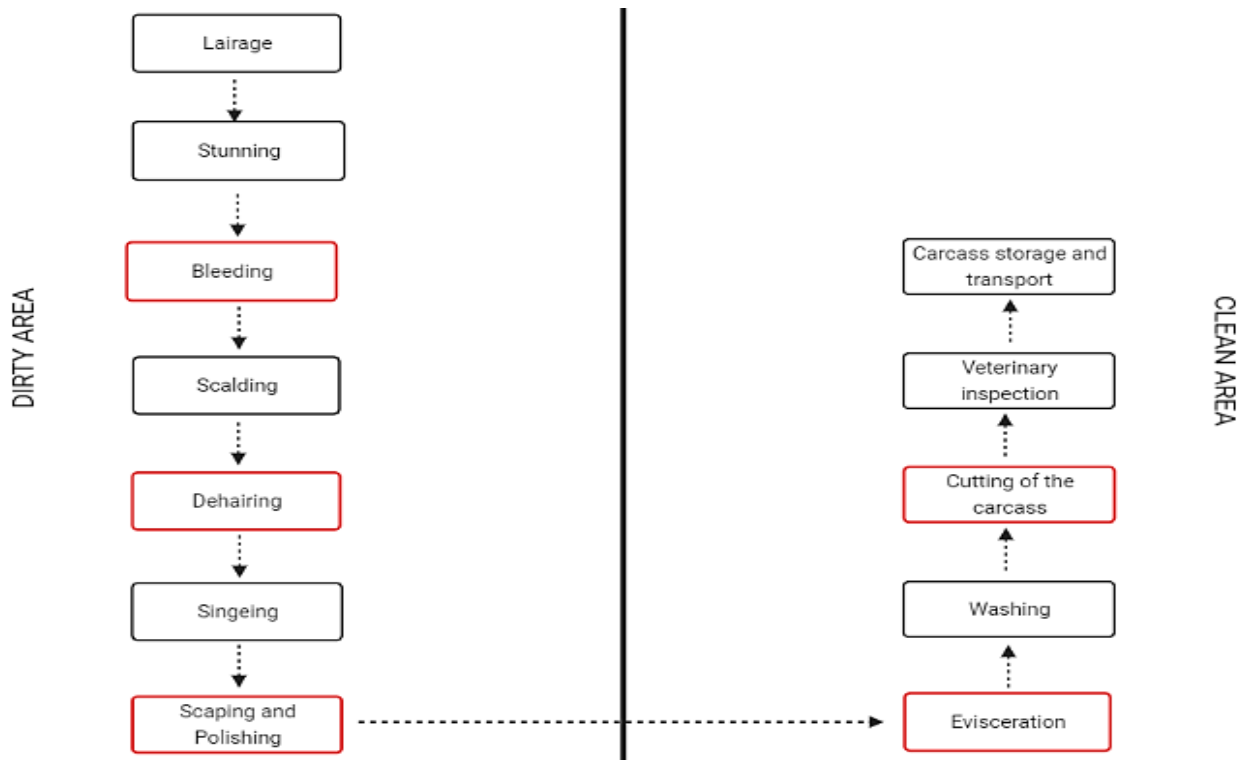 DIRTY AREA
Lairage
Stunning
Bleeding
Scalding
Dehairing
Singeing
Scaping and
Polishing
Evisceration
Washing
Cutting of the
carcass
Veterinary
inspection
Carcass storage and
transport
CLEAN AREA